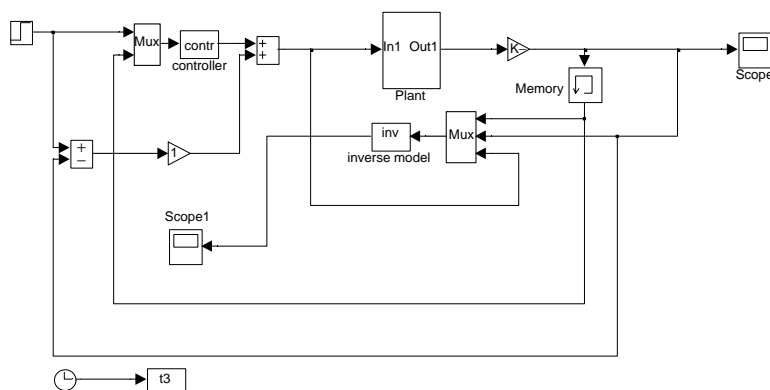 Mux
contr
controller
+
+
In1 Out1
Plant
K-
Scope
Memory
Mux
inv
inverse model
+
−
1
Scope1
t3